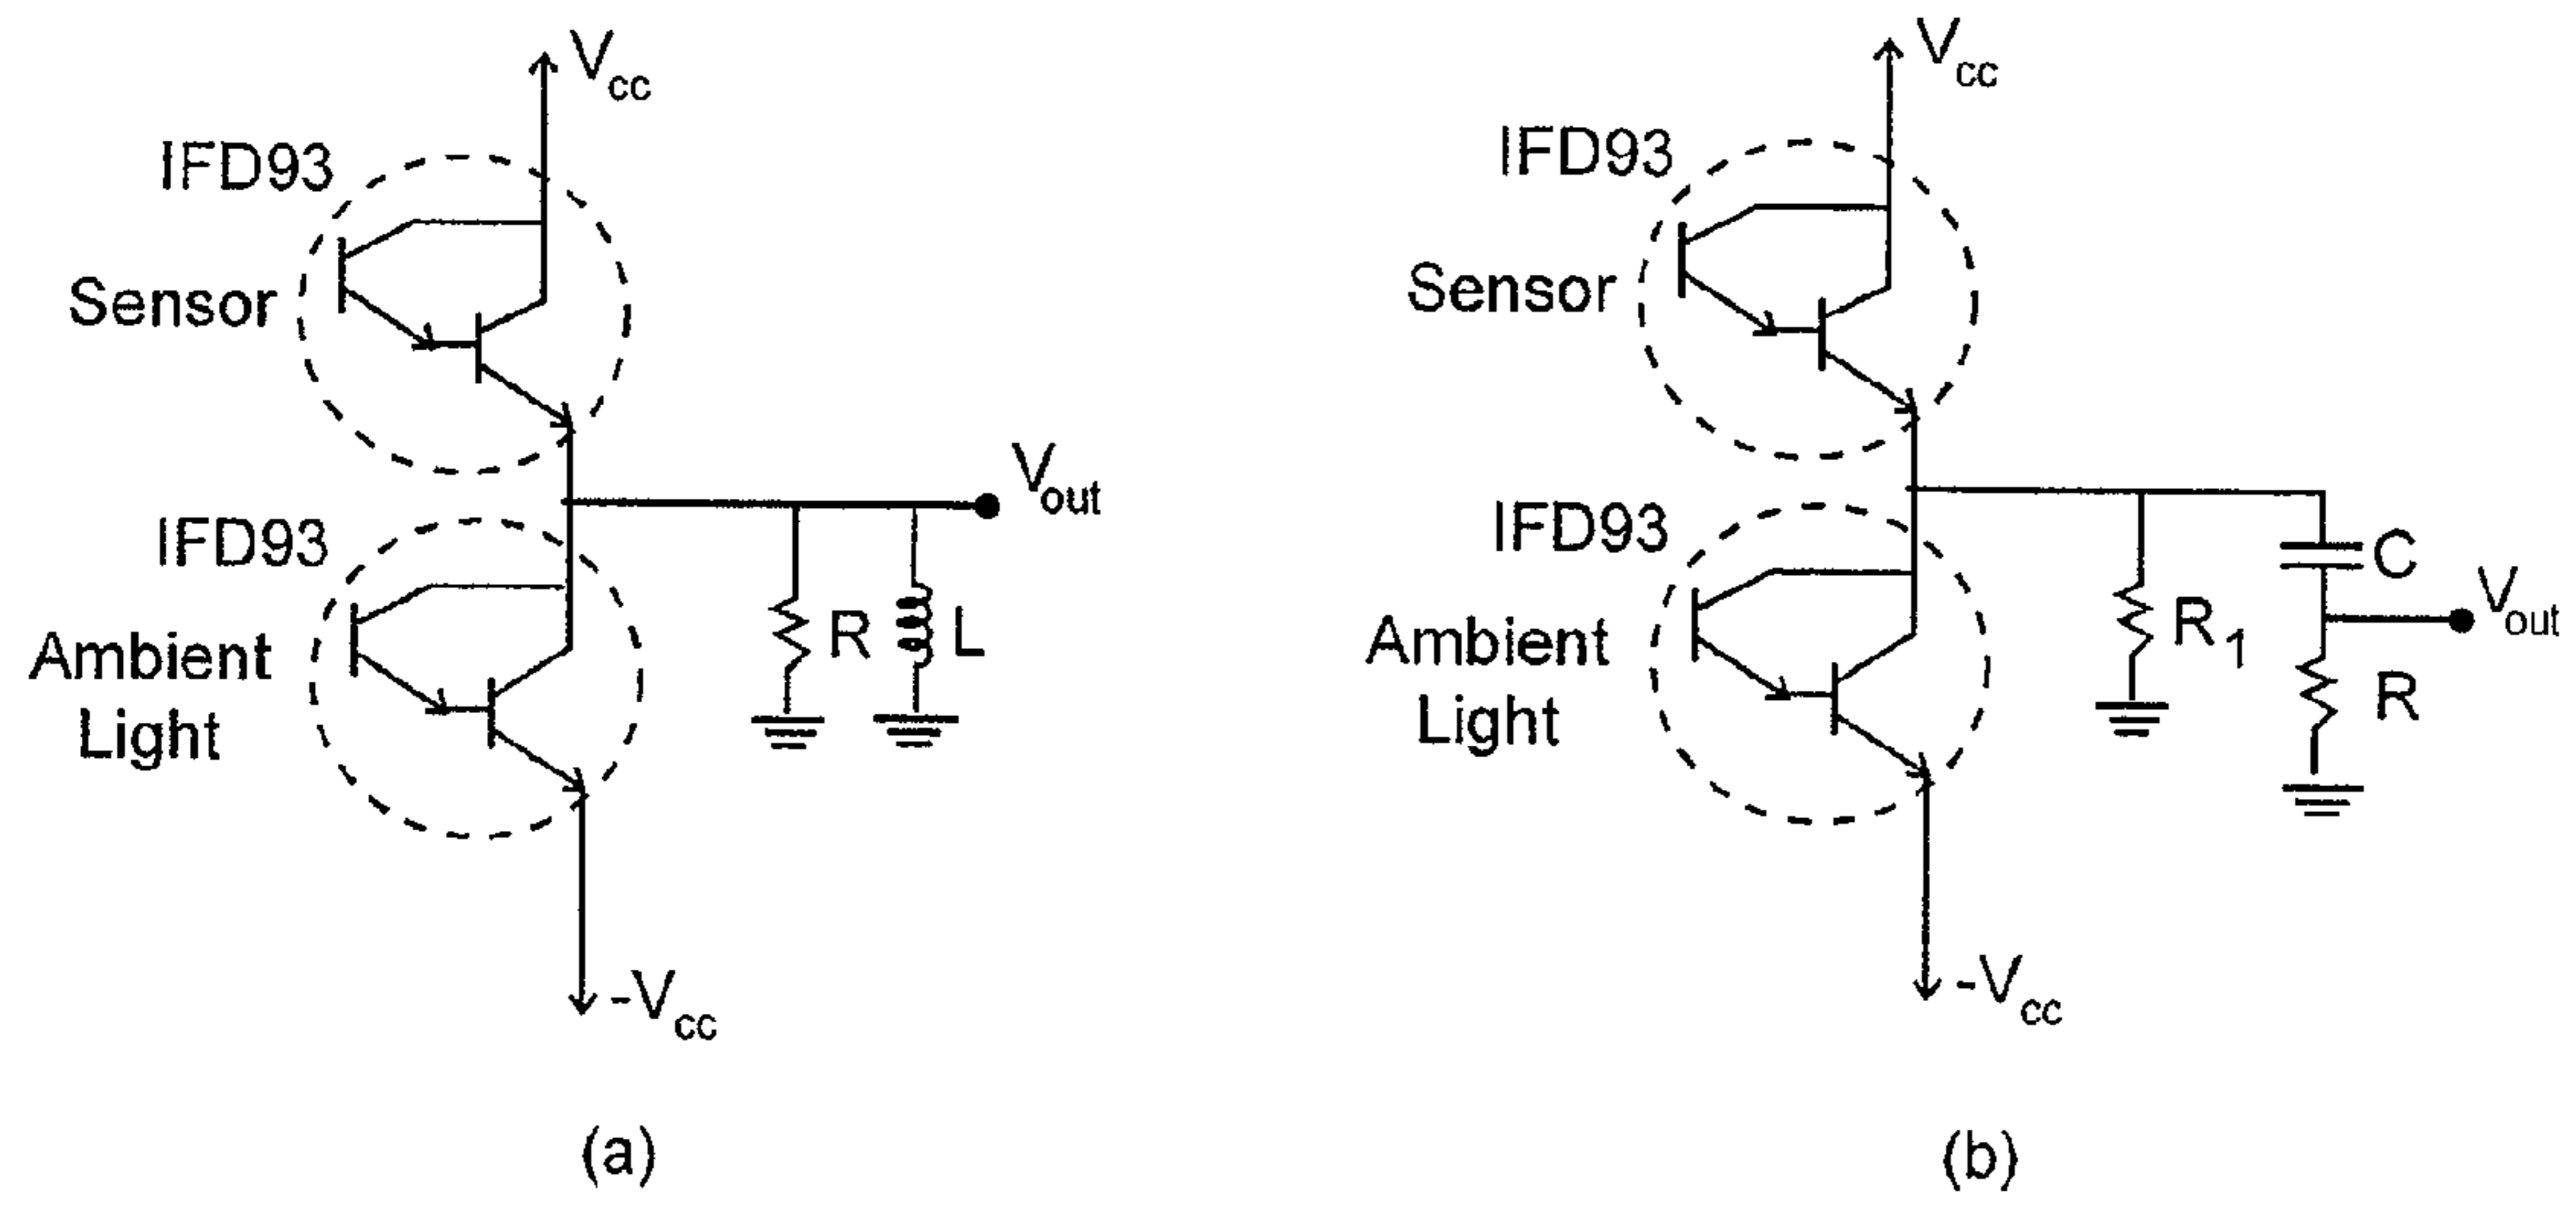 Vcc
IFD93
Sensor
Vout
IFD93
R
L
Ambient
Light
-Vcc
(a)
Vcc
IFD93
Sensor
IFD93
C
Vout
R1
Ambient
Light
R
-Vcc
(b)